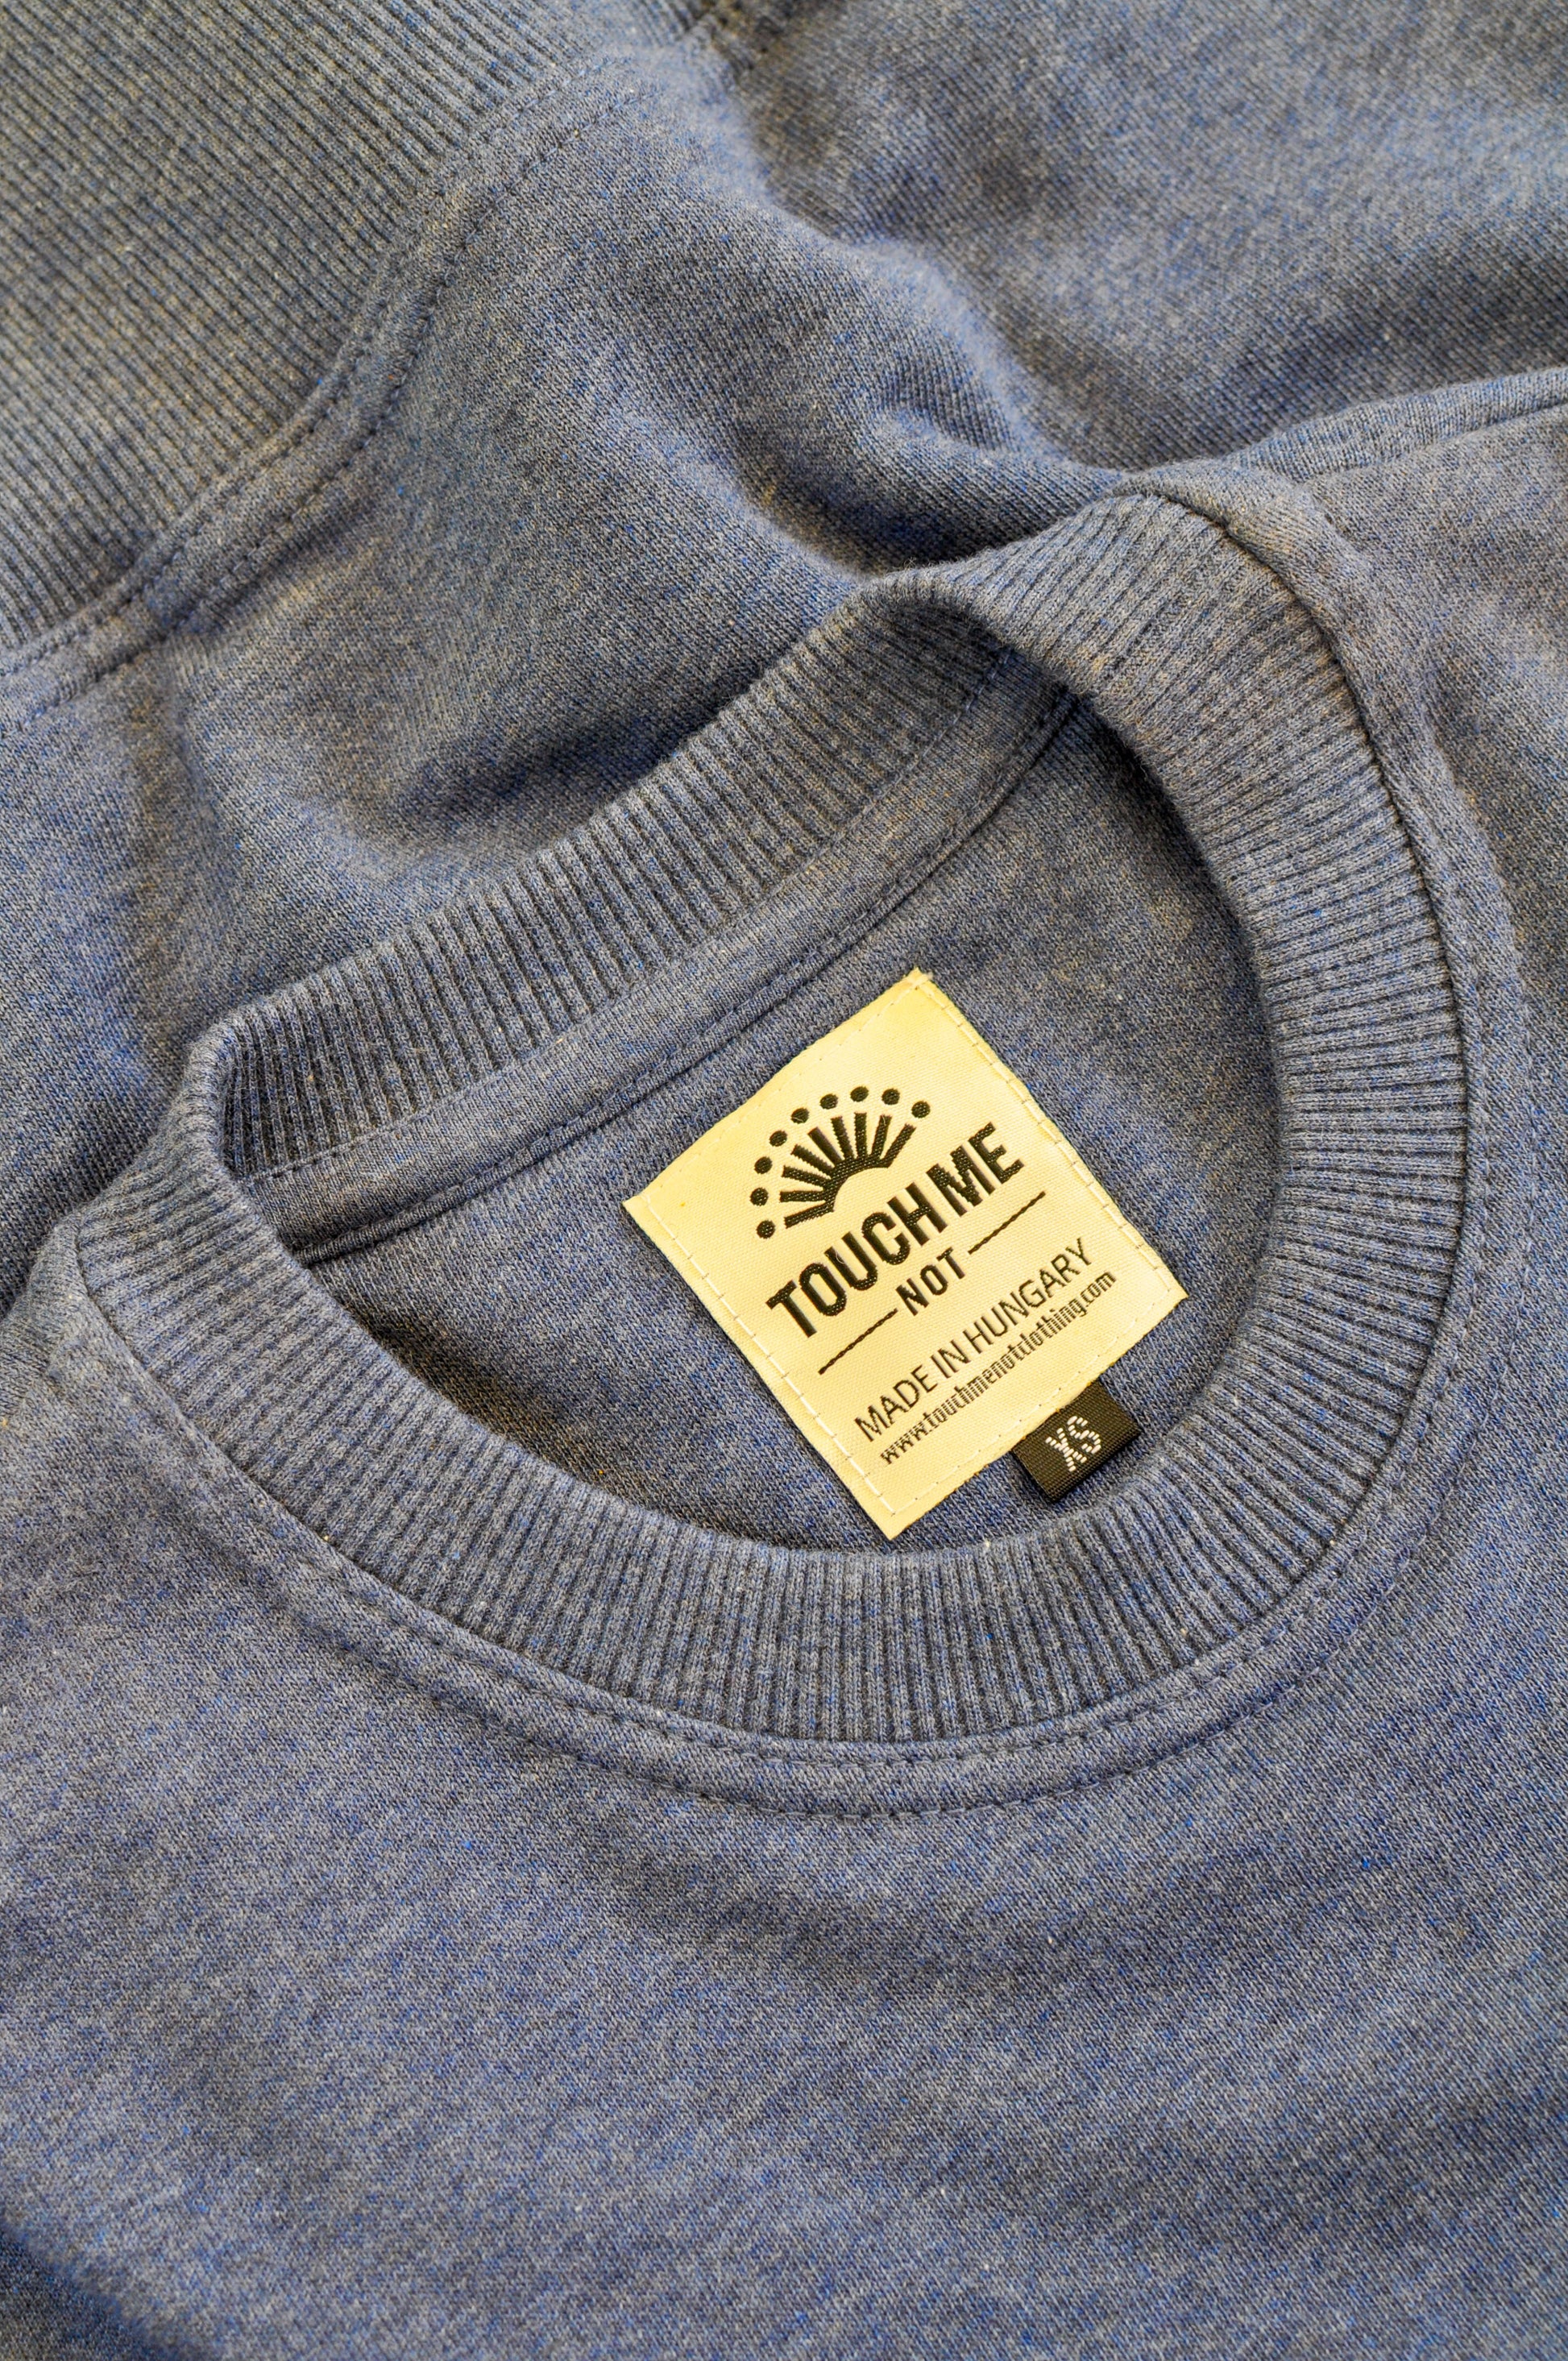 TOUCH ME
NOT
MADE IN HUNGARY
www.touchmenotclothing.com
XS